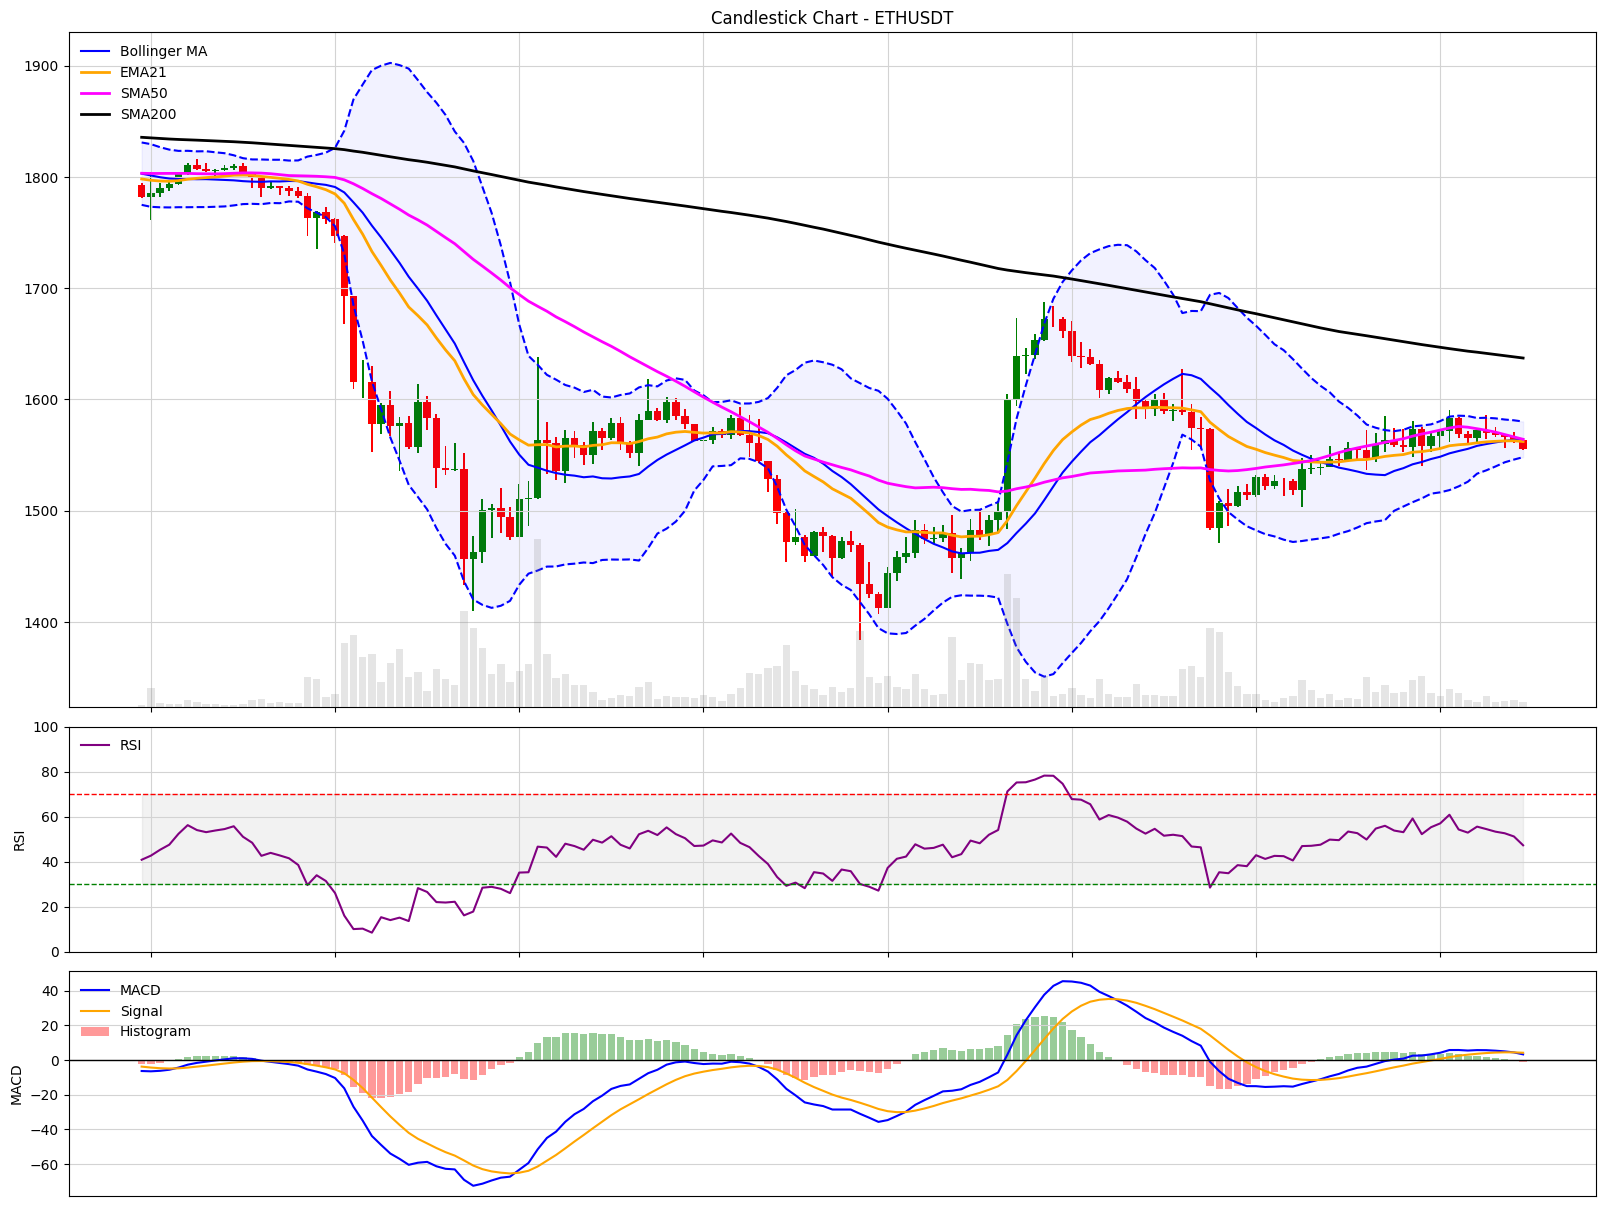 Candlestick Chart - ETHUSDT
Bollinger MA
EMA21
SMA50
SMA200
1900
1800
1700
1600
1500
1400
RSI
100
80
60
40
20
0
RSI
MACD
Signal
Histogram
40
20
0
−20
−40
−60
MACD